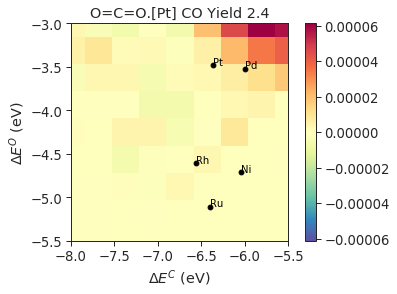 O=C=O.[Pt] CO Yield 2.4
ΔE^O (eV)
−3.0
−3.5
−4.0
−4.5
−5.0
−5.5
Pt
Pd
Rh
Ni
Ru
−8.0 −7.5 −7.0 −6.5 −6.0 −5.5
ΔE^C (eV)
0.00006
0.00004
0.00002
0.00000
−0.00002
−0.00004
−0.00006